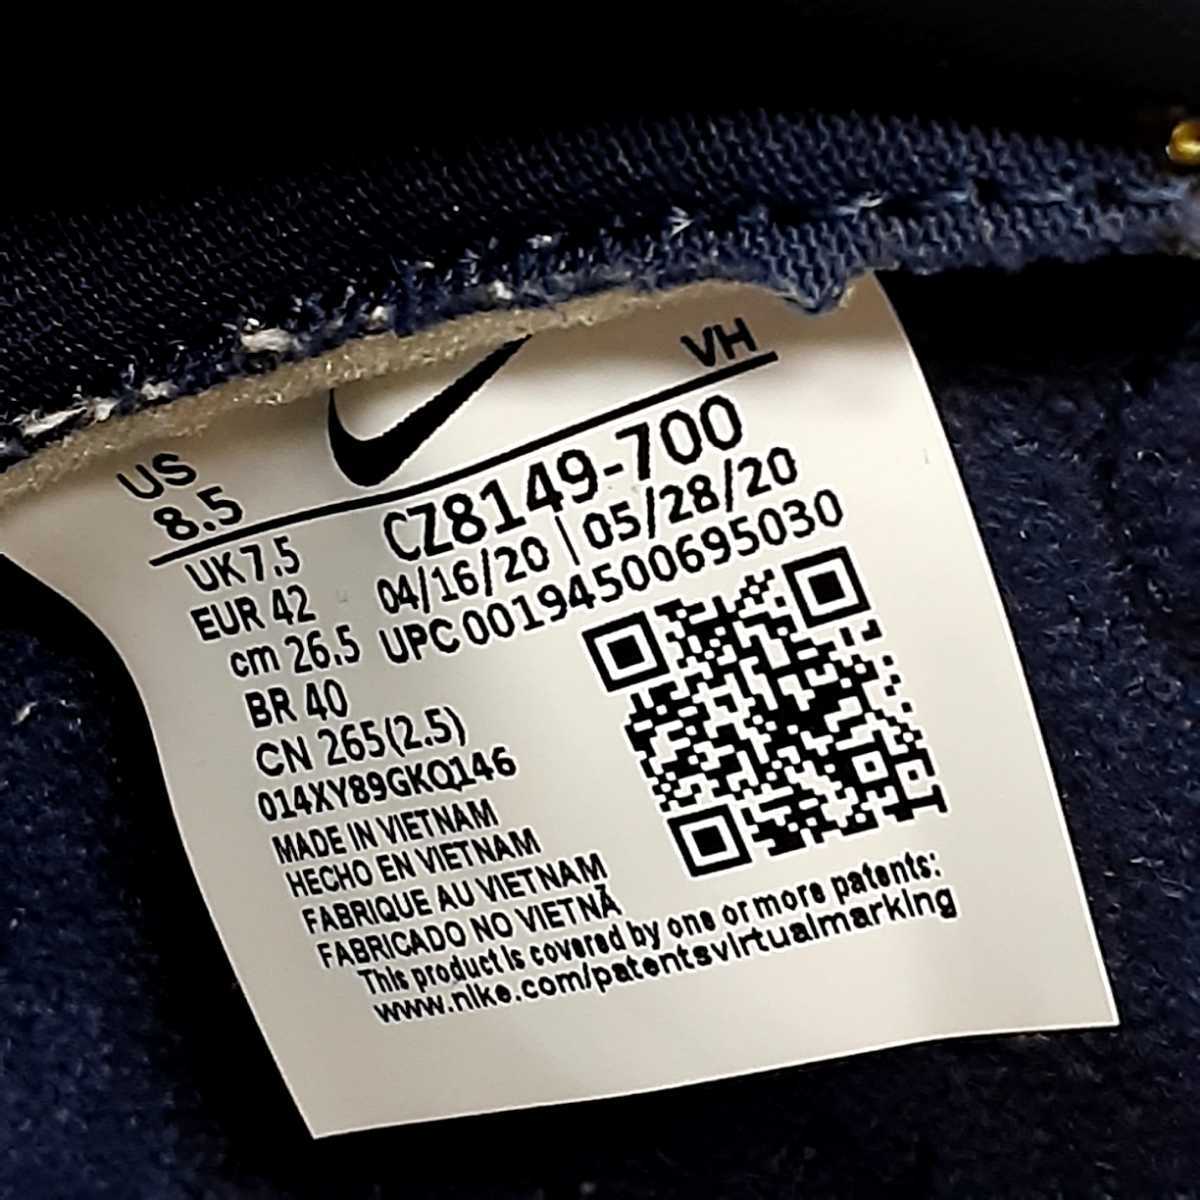 VH
US
8.5
CZ8149-700
UK 7.5
04/16/20 | 05/28/20
EUR 42
UPC 00194500695030
cm 26.5
BR 40
CN 265(2.5)
014XY89GKQ146
MADE IN VIETNAM
HECHO EN VIETNAM
FABRIQUE AU VIETNAM
FABRICADO NO VIETNÃ
This product is covered by one or more patents:
www.nike.com/patentsvirtualmarking